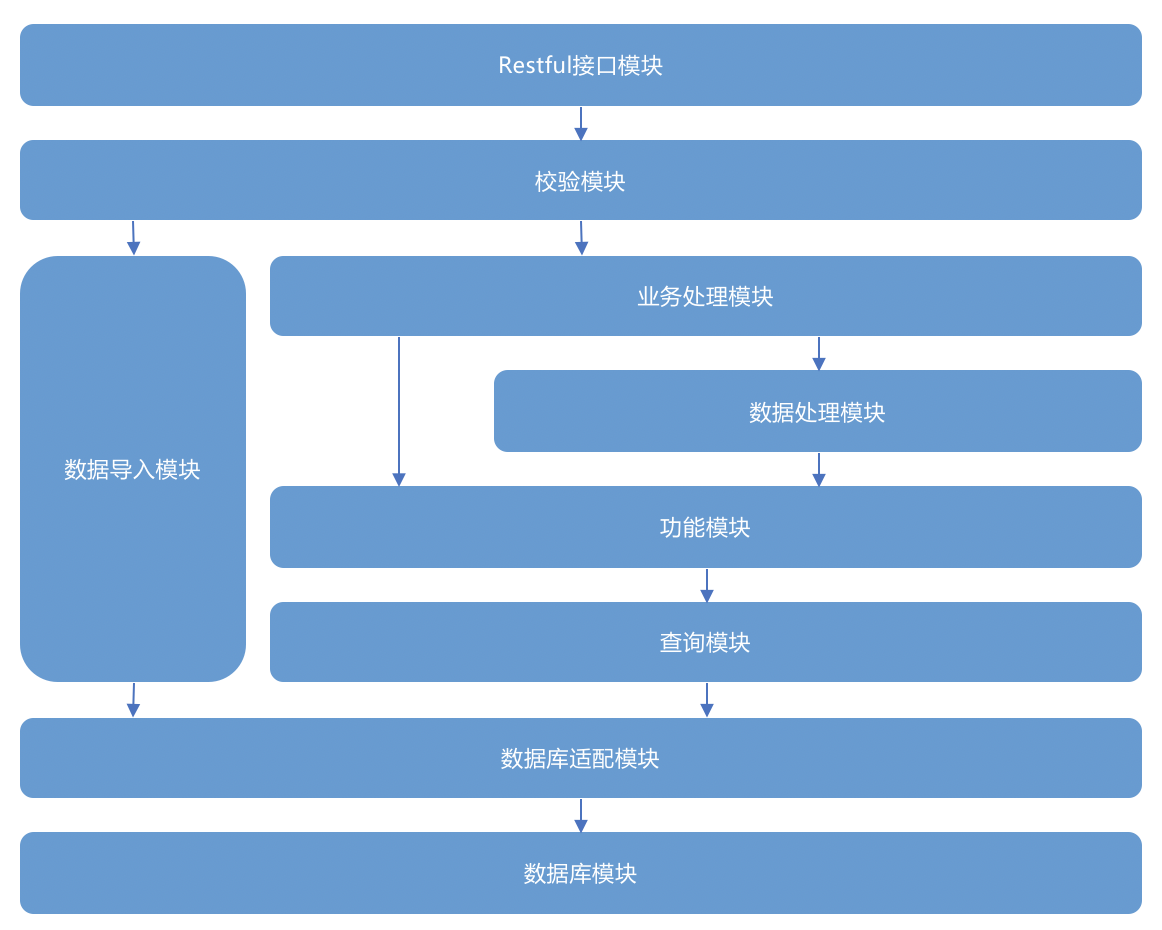 Restful接口模块
校验模块
业务处理模块
数据处理模块
数据导入模块
功能模块
查询模块
数据库适配模块
数据库模块